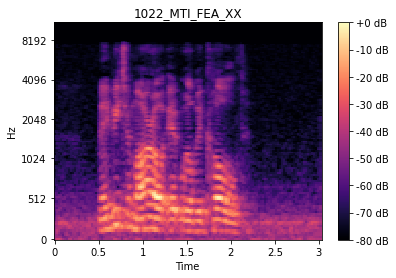 1022_MTI_FEA_XX
Hz
8192
4096
2048
1024
512
0
0
0.5
1
1.5
2
2.5
3
Time
+0 dB
-10 dB
-20 dB
-30 dB
-40 dB
-50 dB
-60 dB
-70 dB
-80 dB